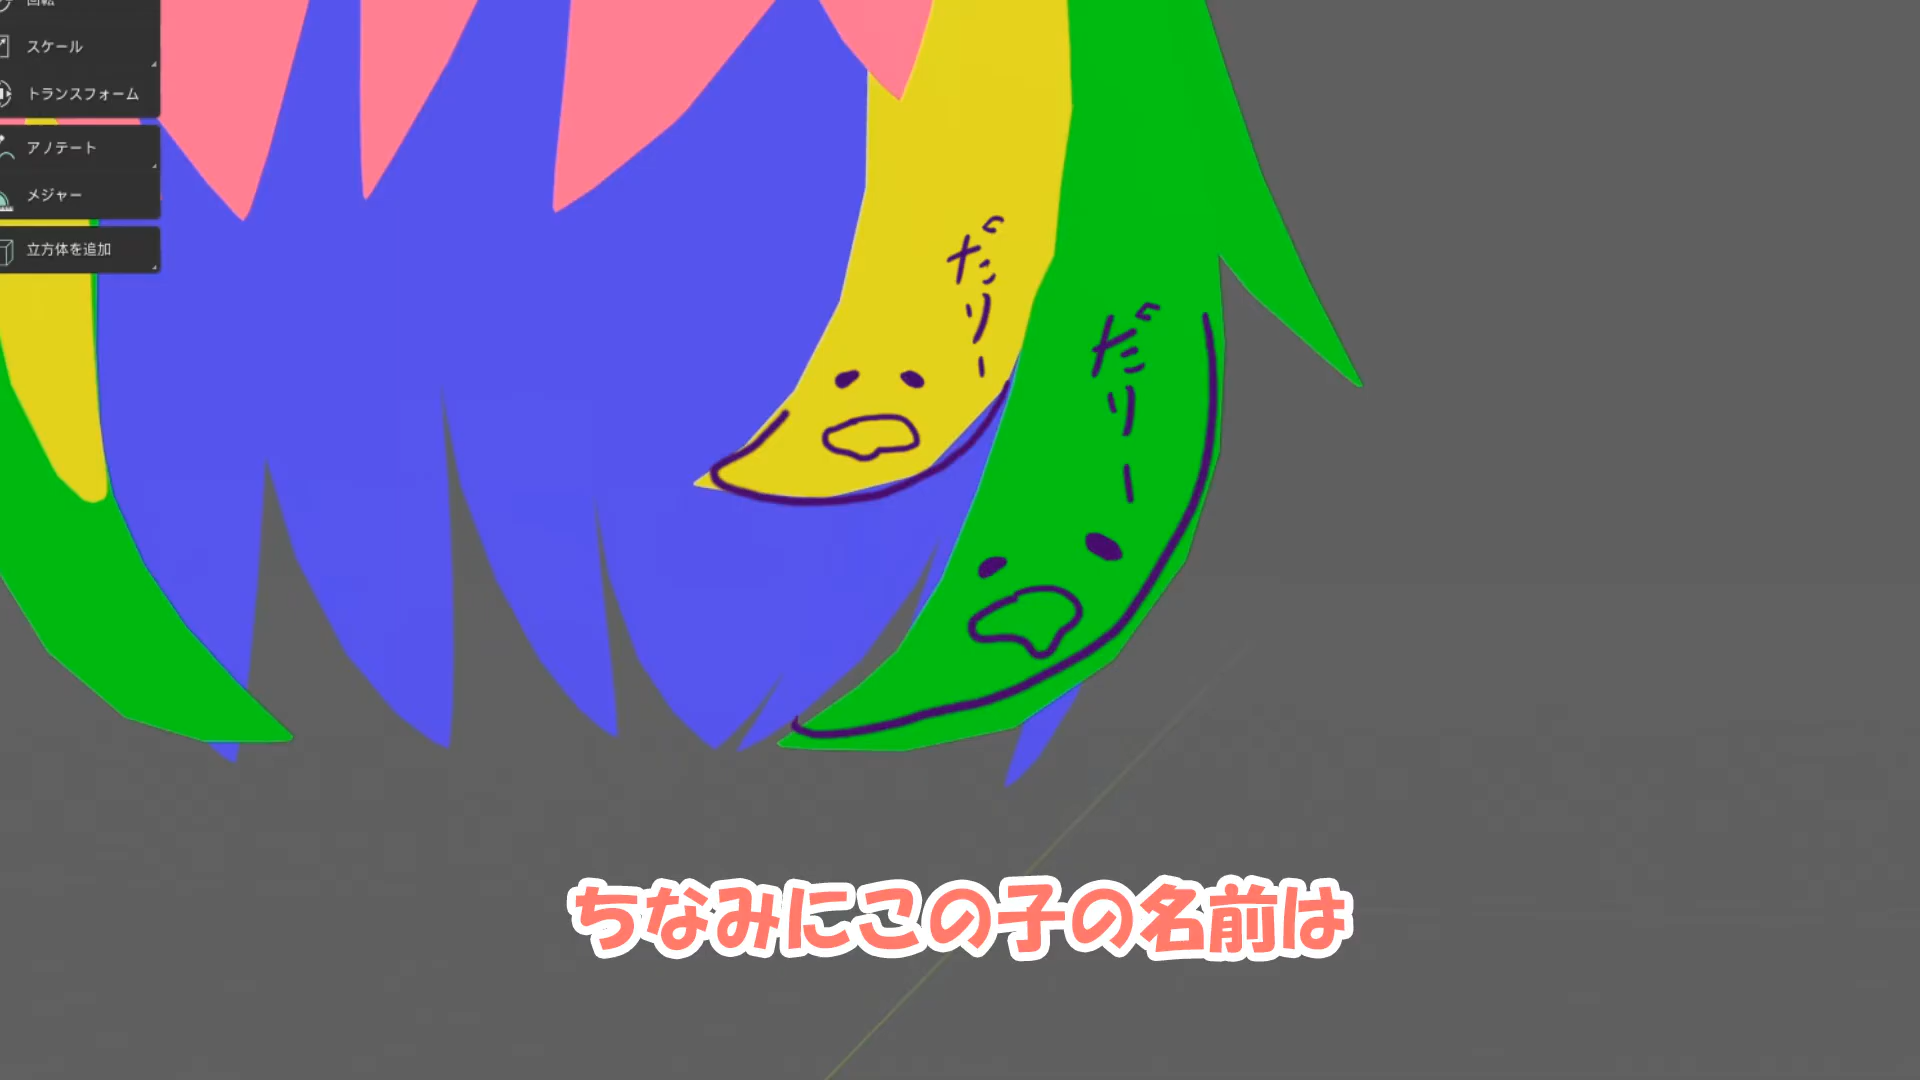 回転
スケール
トランスフォーム
アノテート
メジャー
立方体を追加
だりー
だりー
ちなみにこの子の名前は